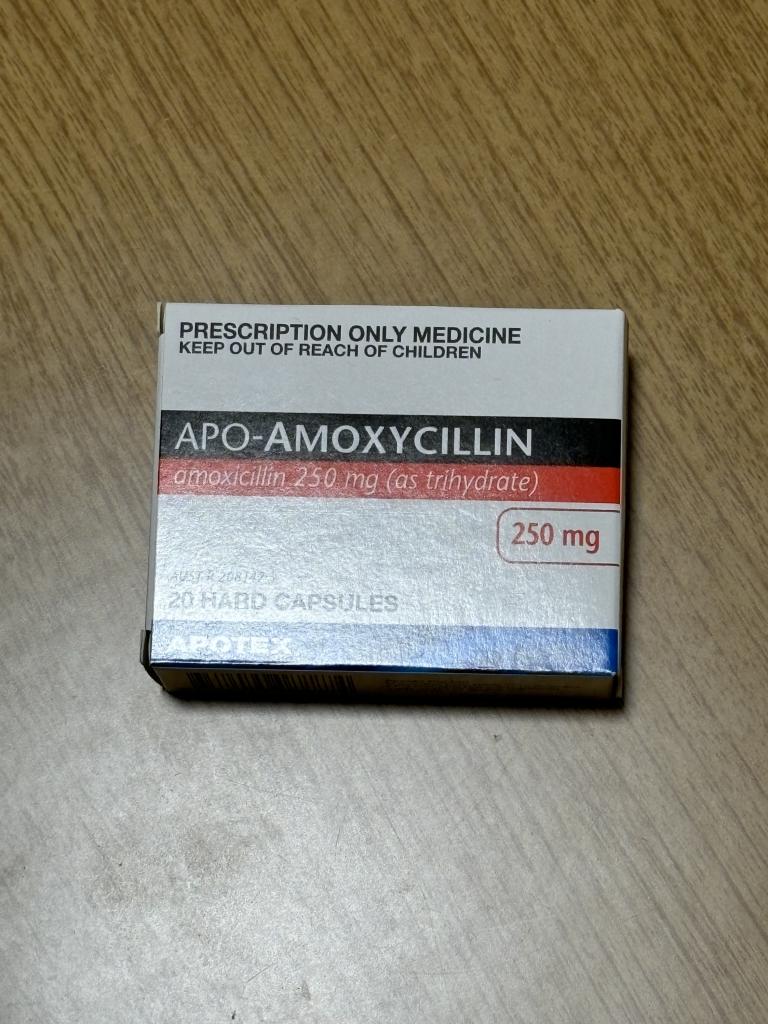 PRESCRIPTION ONLY MEDICINE
KEEP OUT OF REACH OF CHILDREN
APO-AMOXYCILLIN
amoxicillin 250 mg (as trihydrate)
250 mg
AUST R
20 HARD CAPSULES
APOTEX